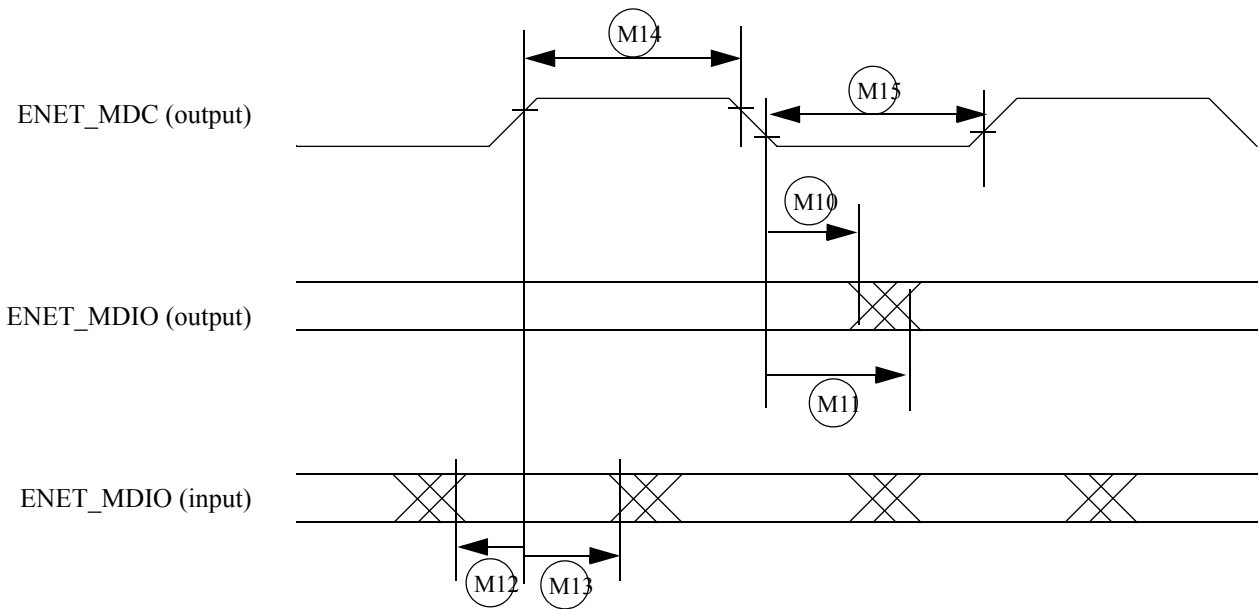 M14
ENET_MDC (output)
M15
M10
ENET_MDIO (output)
M11
ENET_MDIO (input)
M12
M13